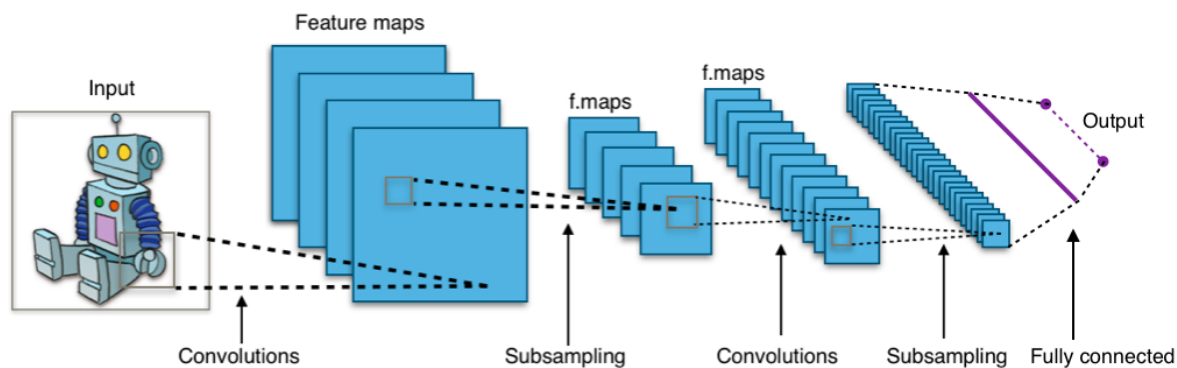 Feature maps
Input
f.maps
f.maps
Output
Convolutions
Subsampling
Convolutions
Subsampling
Fully connected